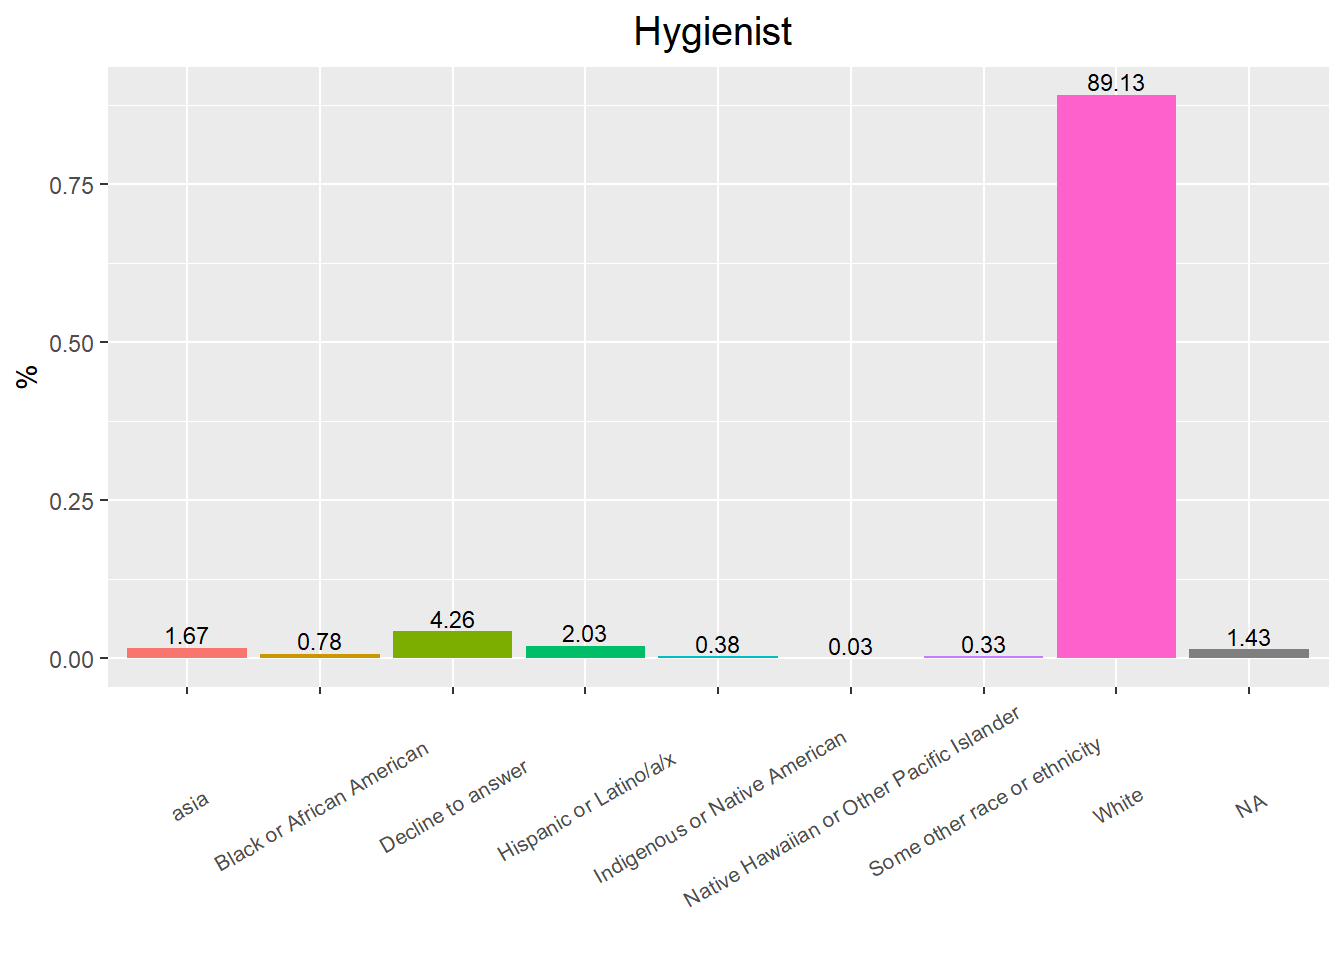 Hygienist
%
0.75
0.50
0.25
0.00
1.67
0.78
4.26
2.03
0.38
0.03
0.33
89.13
1.43
asia
Black or African American
Decline to answer
Hispanic or Latino/a/x
Indigenous or Native American
Native Hawaiian or Other Pacific Islander
Some other race or ethnicity
White
NA